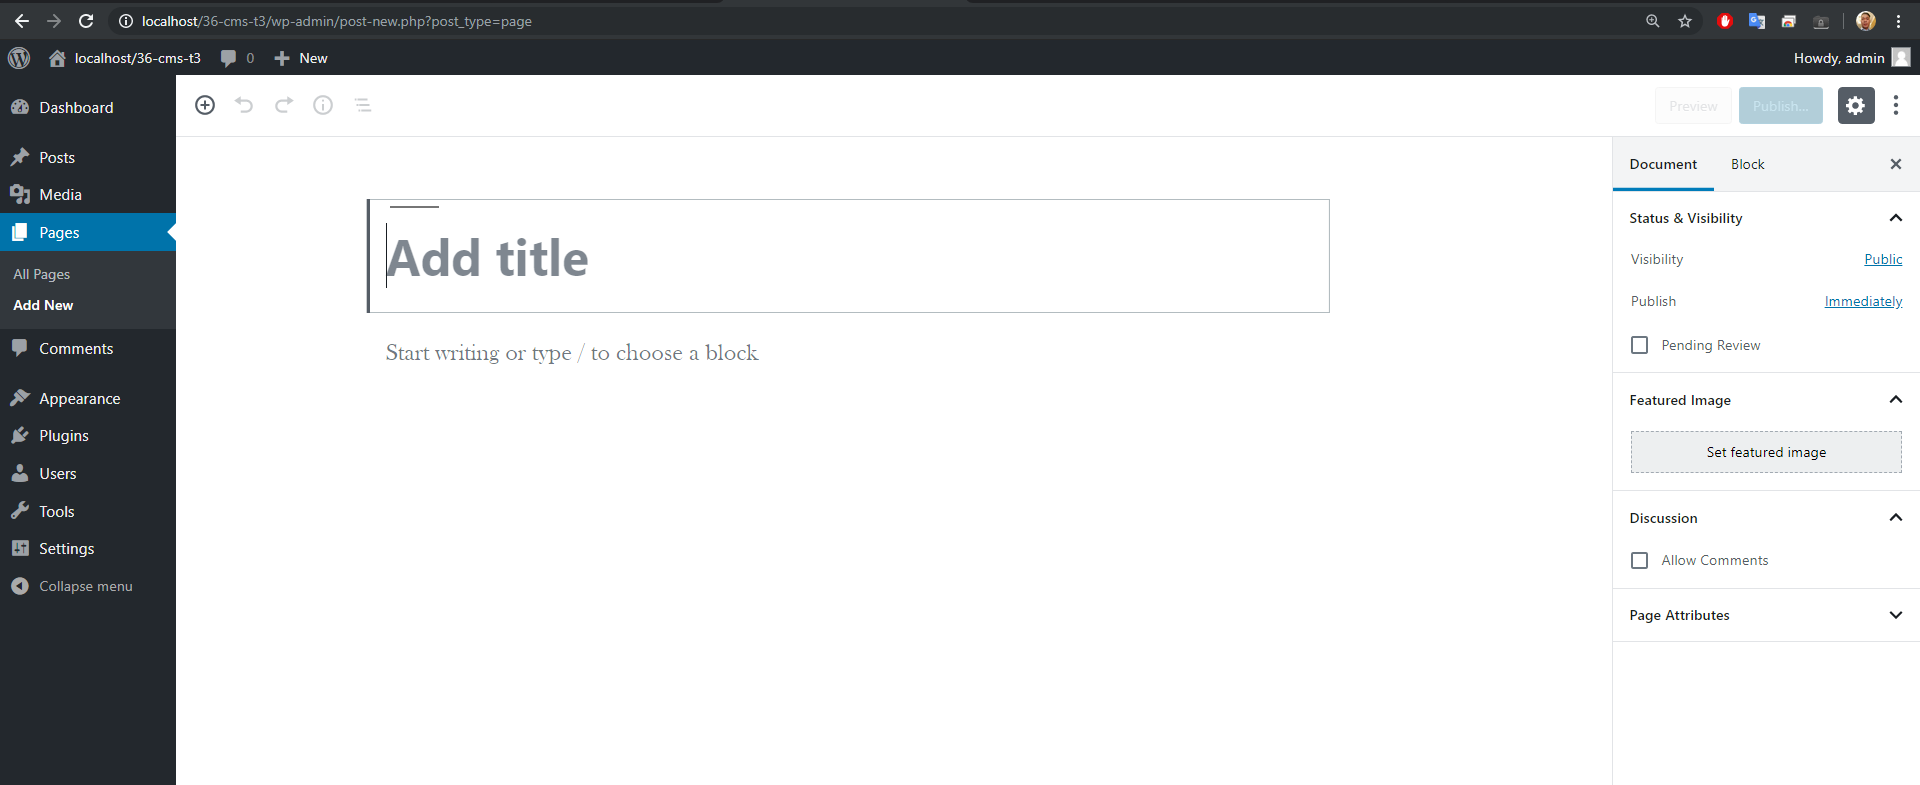 localhost/36-cms-t3/wp-admin/post-new.php?post_type=page
localhost/36-cms-t3 0 New Howdy, admin
Dashboard
Posts
Media
Pages
All Pages
Add New
Comments
Appearance
Plugins
Users
Tools
Settings
Collapse menu
Preview Publish...
Add title
Start writing or type / to choose a block
Document Block
Status & Visibility
Visibility Public
Publish Immediately
Pending Review
Featured Image
Set featured image
Discussion
Allow Comments
Page Attributes